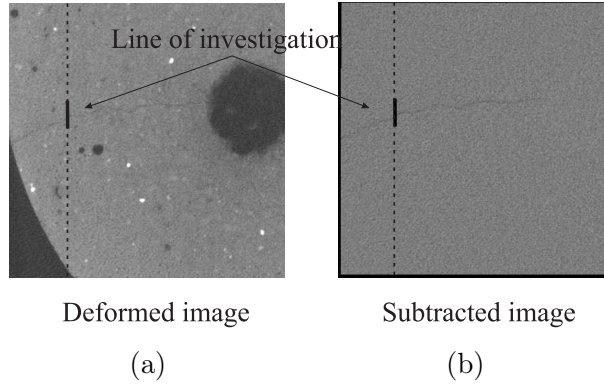 Line of investigation
Deformed image
Subtracted image
(a)
(b)